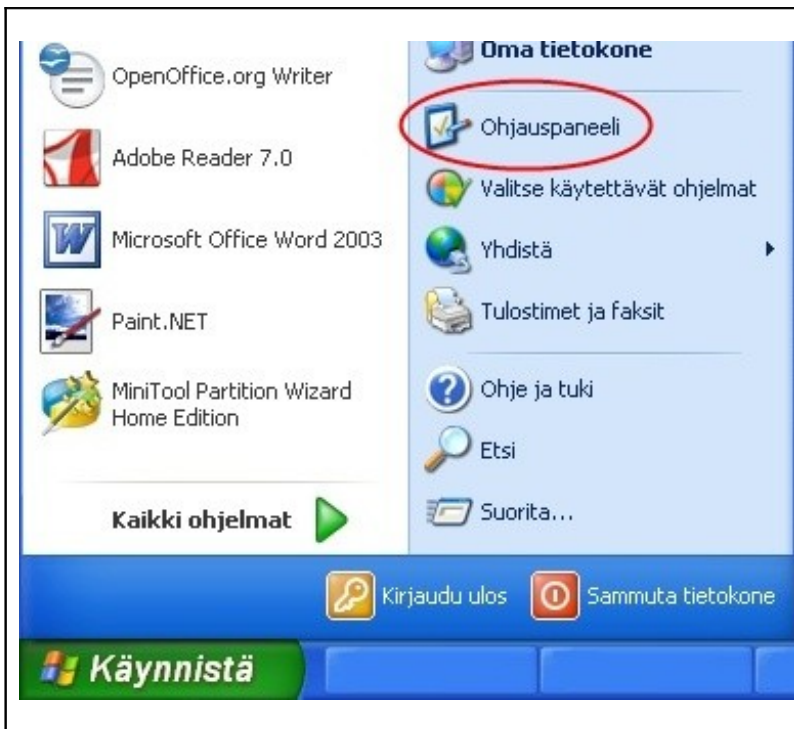 OpenOffice.org Writer
Adobe Reader 7.0
Microsoft Office Word 2003
Paint.NET
MiniTool Partition Wizard
Home Edition
Kaikki ohjelmat
Oma tietokone
Ohjauspaneeli
Valitse käytettävät ohjelmat
Yhdistä
Tulostimet ja faksit
Ohje ja tuki
Etsi
Suorita...
Kirjaudu ulos
Sammuta tietokone
Käynnistä